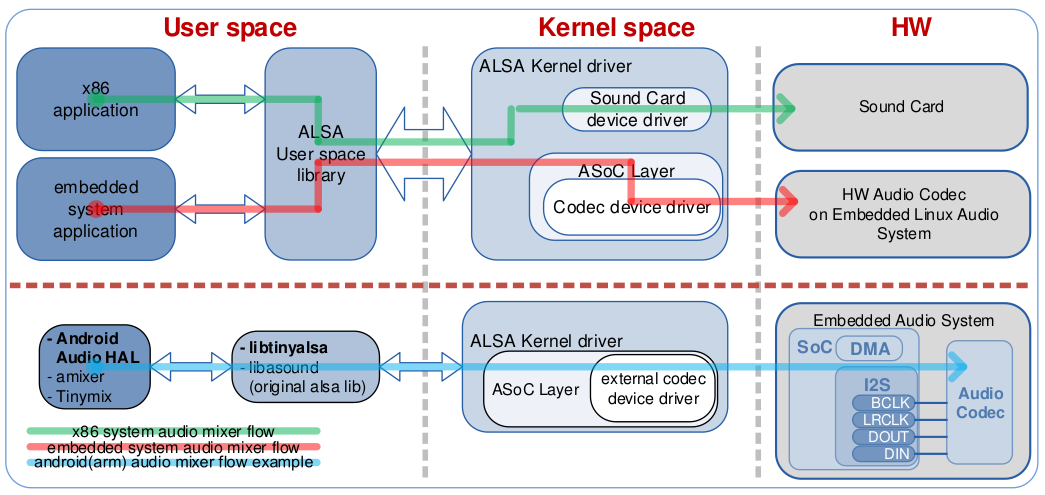 User space
Kernel space
HW
x86
application
embedded
system
application
ALSA
User space
library
ALSA Kernel driver
Sound Card
device driver
ASoC Layer
Codec device driver
Sound Card
HW Audio Codec
on Embedded Linux Audio
System
- Android
Audio HAL
- amixer
- Tinymix
- libtinyalsa
- libasound
(original alsa lib)
ALSA Kernel driver
ASoC Layer
external codec
device driver
Embedded Audio System
SoC
DMA
I2S
BCLK
LRCLK
DOUT
DIN
Audio
Codec
x86 system audio mixer flow
embedded system audio mixer flow
android(arm) audio mixer flow example